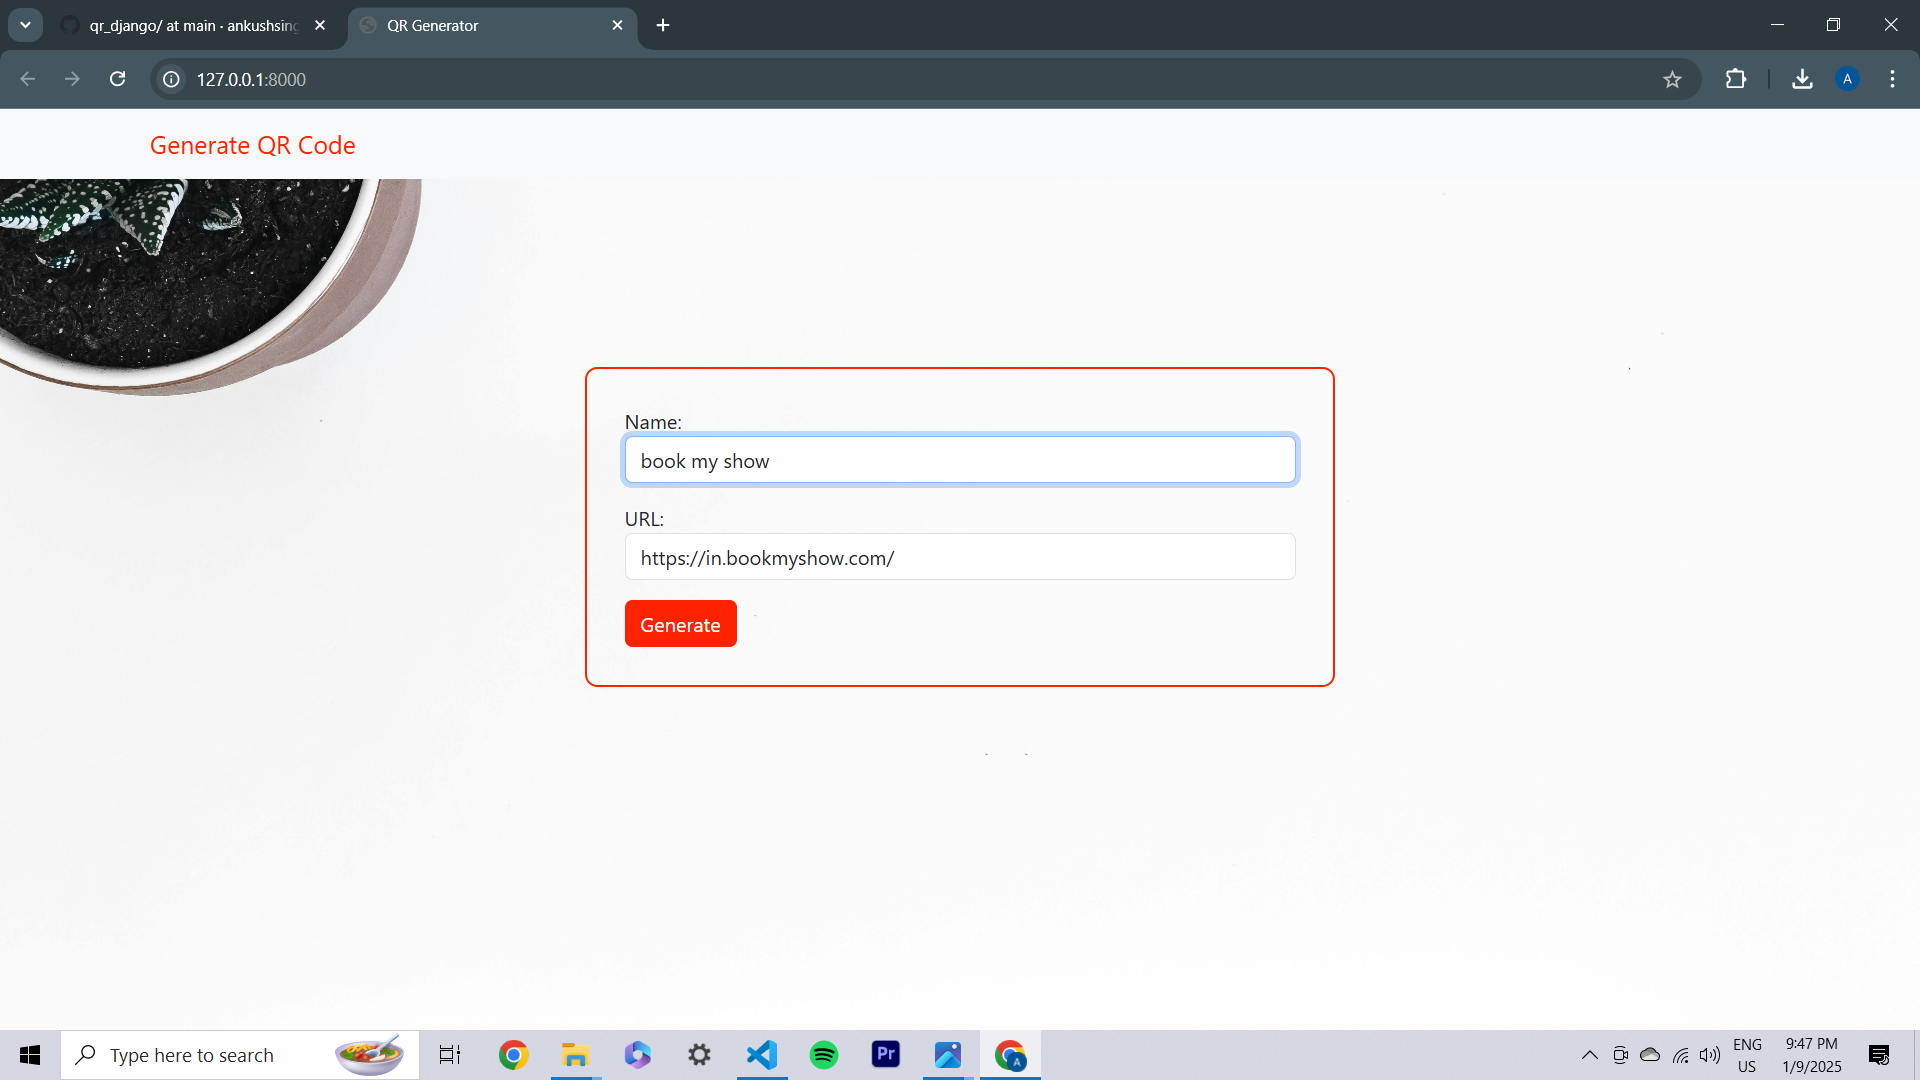 qr_django/ at main · ankushsing
QR Generator
127.0.0.1:8000
A
Generate QR Code
Name:
book my show
URL:
https://in.bookmyshow.com/
Generate
Type here to search
Pr
A
ENG
US
9:47 PM
1/9/2025